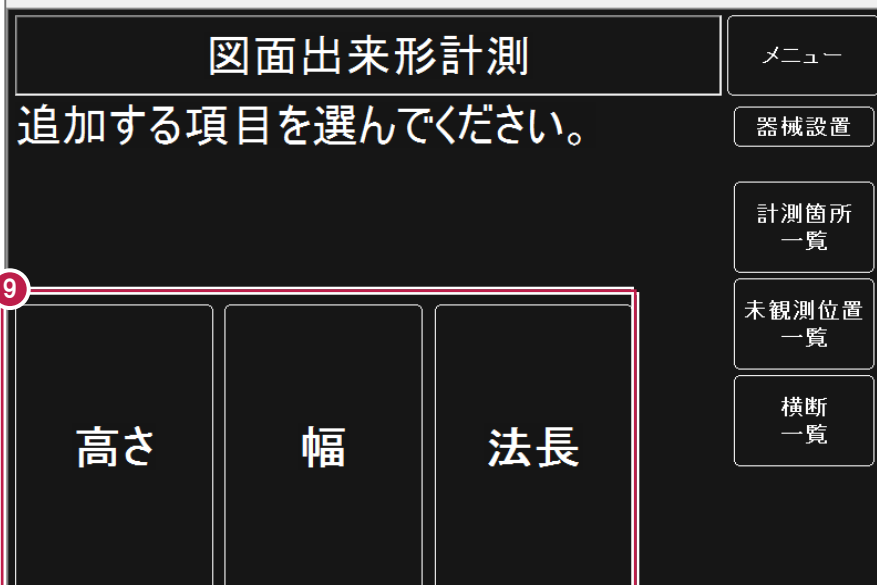 図面出来形計測
メニュー
追加する項目を選んでください。
器械設置
計測箇所
一覧
9
未観測位置
一覧
横断
一覧
高さ
幅
法長